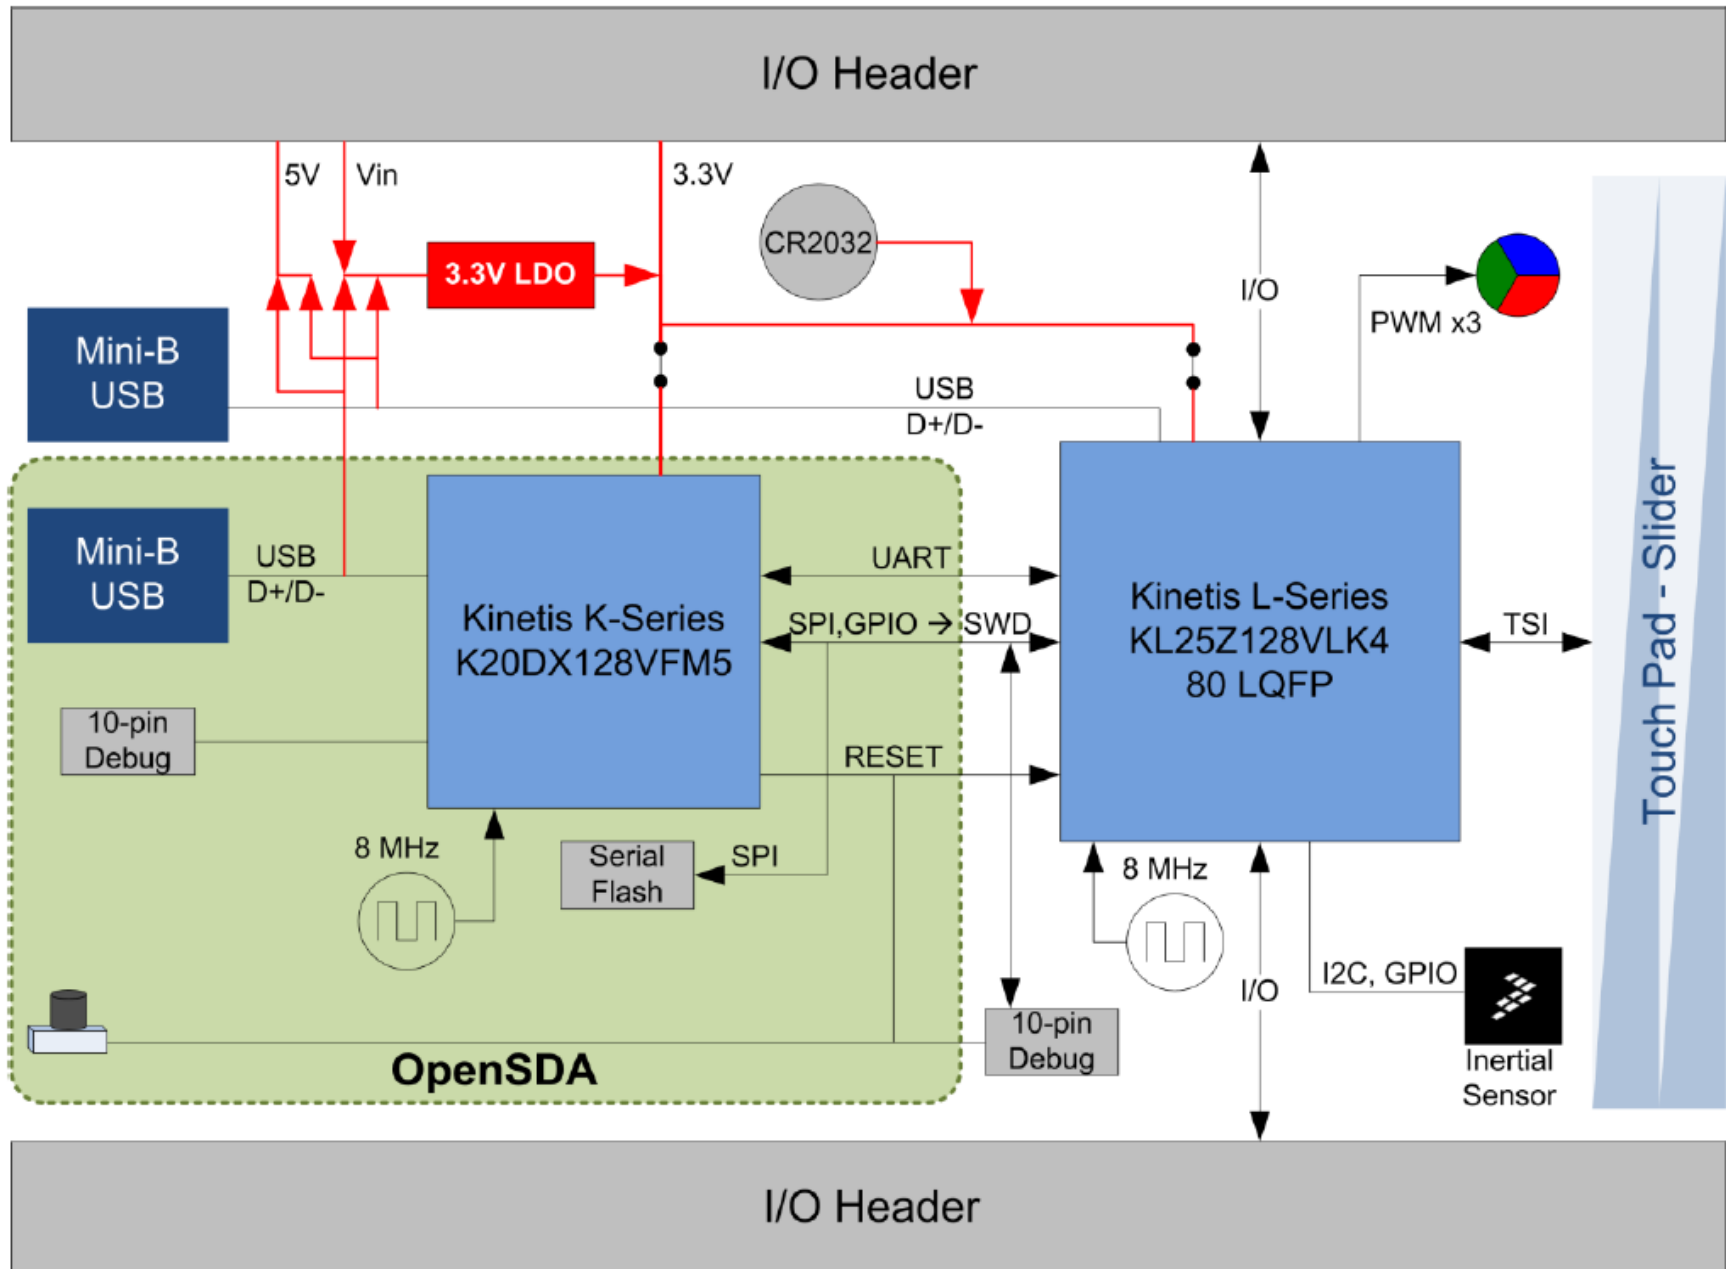 I/O Header
5V
Vin
3.3V
CR2032
3.3V LDO
I/O
PWM x3
Mini-B
USB
USB
D+/D-
Mini-B
USB
USB
D+/D-
Kinetis K-Series
K20DX128VFM5
UART
SPI,GPIO → SWD
RESET
Kinetis L-Series
KL25Z128VLK4
80 LQFP
TSI
Touch Pad - Slider
10-pin
Debug
8 MHz
Serial
Flash
SPI
8 MHz
I/O
I2C, GPIO
Inertial
Sensor
10-pin
Debug
OpenSDA
I/O Header